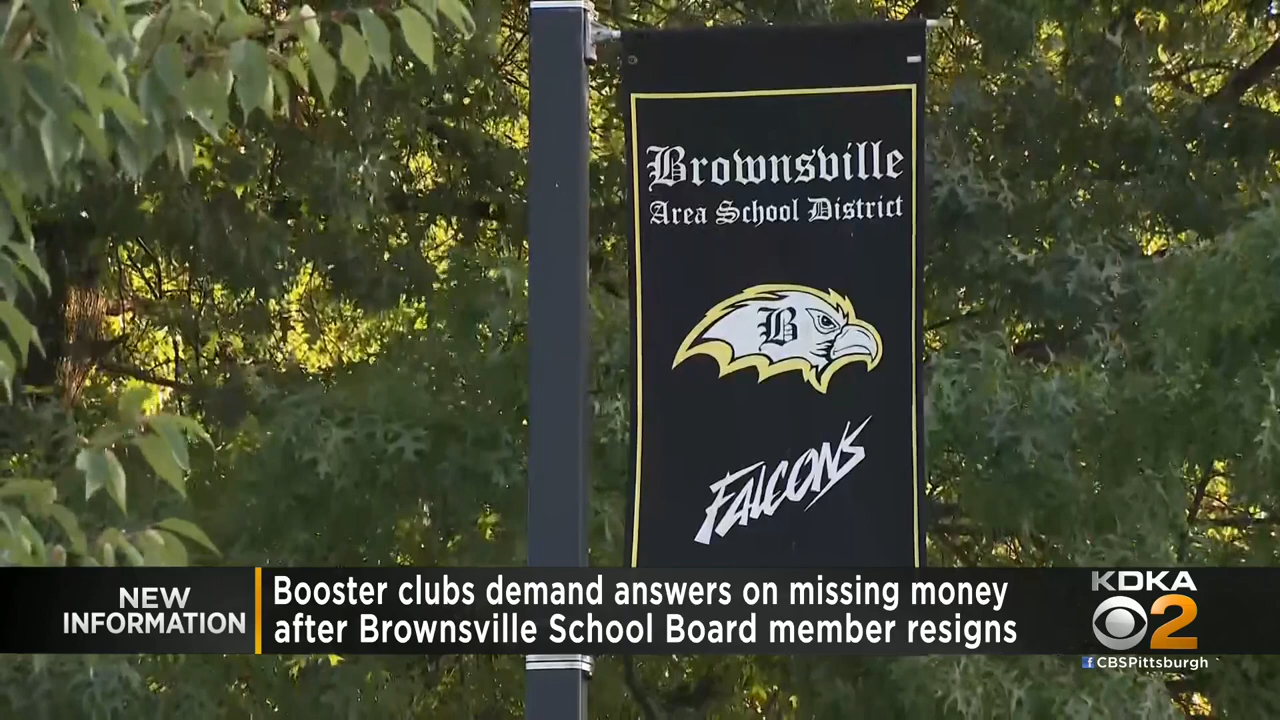 Brownsville
Area School District
B
FALCONS
NEW
INFORMATION
Booster clubs demand answers on missing money
after Brownsville School Board member resigns
KDKA
2
f CBSPittsburgh